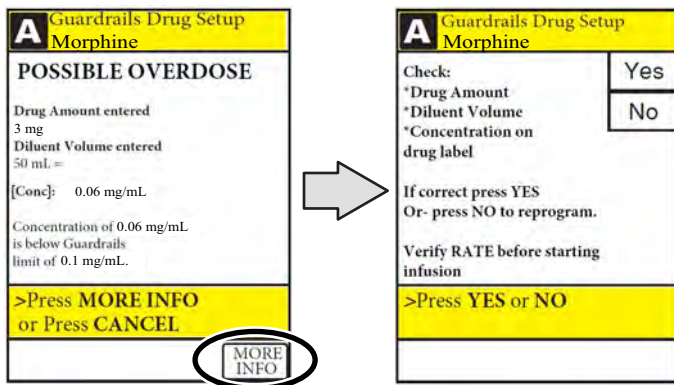 A Guardrails Drug Setup
Morphine
POSSIBLE OVERDOSE
Drug Amount entered
3 mg
Diluent Volume entered
50 mL =
[Conc]: 0.06 mg/mL
Concentration of 0.06 mg/mL
is below Guardrails
limit of 0.1 mg/mL.
>Press MORE INFO
or Press CANCEL
MORE
INFO
A Guardrails Drug Setup
Morphine
Check:
*Drug Amount
*Diluent Volume
*Concentration on
drug label
Yes
No
If correct press YES
Or- press NO to reprogram.
Verify RATE before starting
infusion
>Press YES or NO